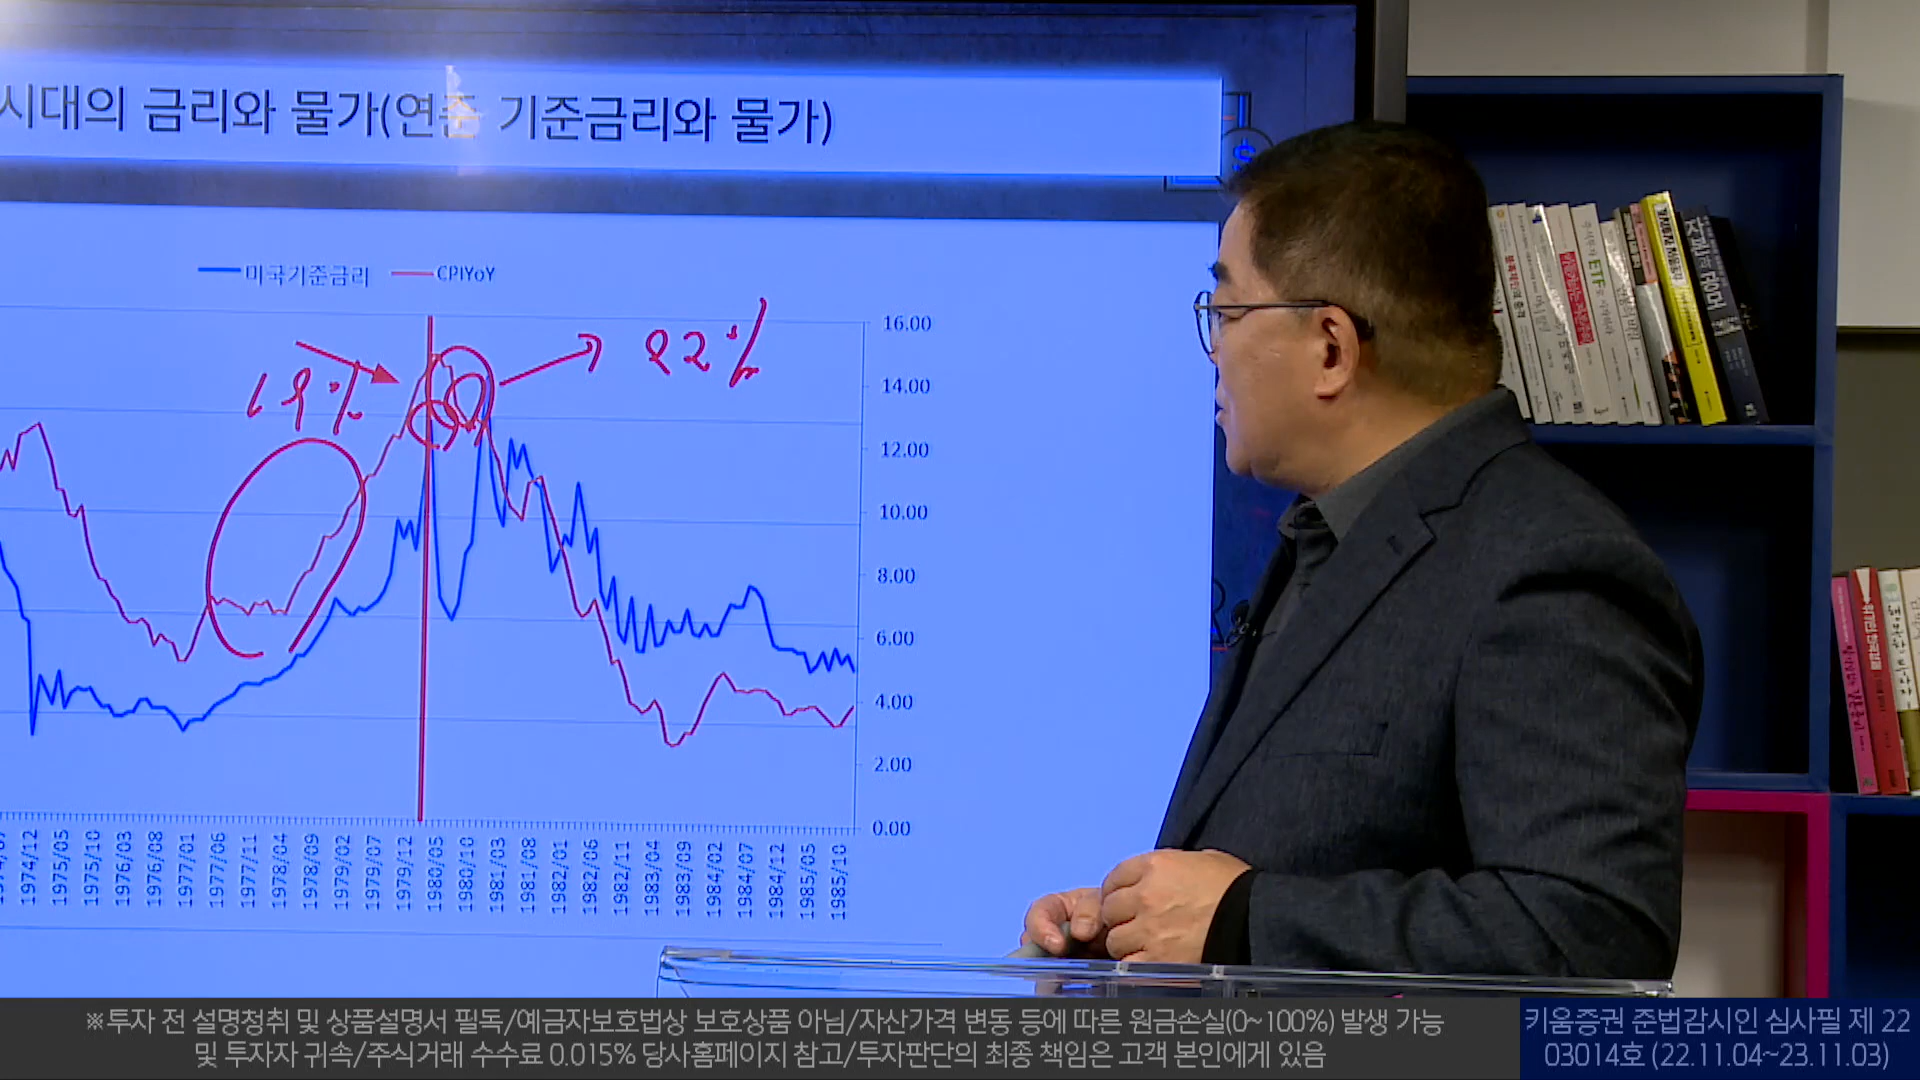 시대의 금리와 물가(연준 기준금리와 물가)
미국기준금리 CPIYoY
19%
22%
16.00
14.00
12.00
10.00
8.00
6.00
4.00
2.00
0.00
1974/12 1975/05 1975/10 1976/03 1976/08 1977/01 1977/06 1977/11 1978/04 1978/09 1979/02 1979/07 1979/12 1980/05 1980/10 1981/03 1981/08 1982/01 1982/06 1982/11 1983/04 1983/09 1984/02 1984/07 1984/12 1985/05 1985/10
$
ETF
※투자 전 설명청취 및 상품설명서 필독/예금자보호법상 보호상품 아님/자산가격 변동 등에 따른 원금손실(0~100%) 발생 가능
및 투자자 귀속/주식거래 수수료 0.015% 당사홈페이지 참고/투자판단의 최종 책임은 고객 본인에게 있음
키움증권 준법감시인 심사필 제 22
03014호 (22.11.04~23.11.03)